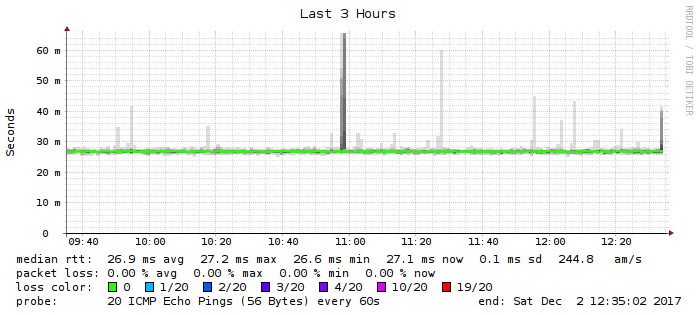 Last 3 Hours
RRDTOOL / TOBI OETIKER
Seconds
60 m
50 m
40 m
30 m
20 m
10 m
0
09:40 10:00 10:20 10:40 11:00 11:20 11:40 12:00 12:20
median rtt: 26.9 ms avg 27.2 ms max 26.6 ms min 27.1 ms now 0.1 ms sd 244.8 am/s
packet loss: 0.00 % avg 0.00 % max 0.00 % min 0.00 % now
loss color: 0 1/20 2/20 3/20 4/20 10/20 19/20
probe: 20 ICMP Echo Pings (56 Bytes) every 60s end: Sat Dec 2 12:35:02 2017